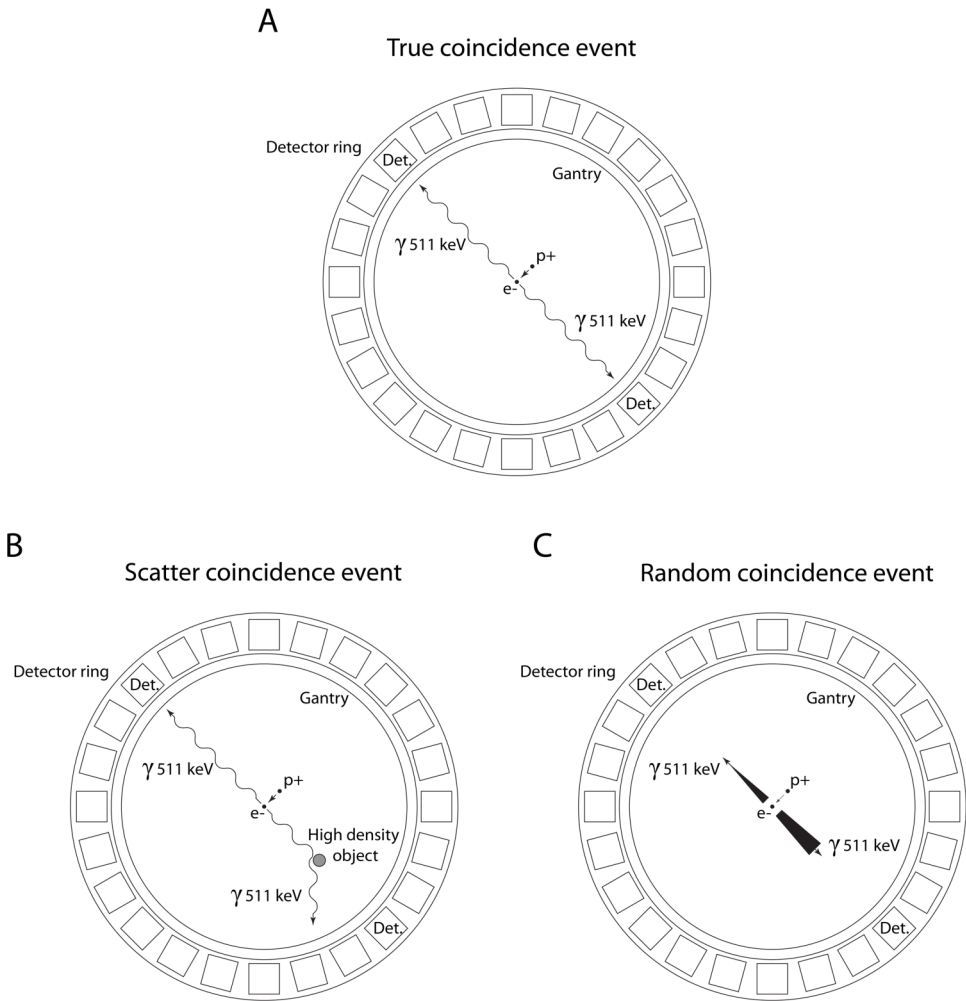 A
True coincidence event
Detector ring
Det.
Gantry
γ 511 keV
p+
e-
γ 511 keV
Det.
B
Scatter coincidence event
Detector ring
Det.
Gantry
γ 511 keV
p+
e-
High density
object
γ 511 keV
Det.
C
Random coincidence event
Detector ring
Det.
Gantry
γ 511 keV
p+
e-
γ 511 keV
Det.